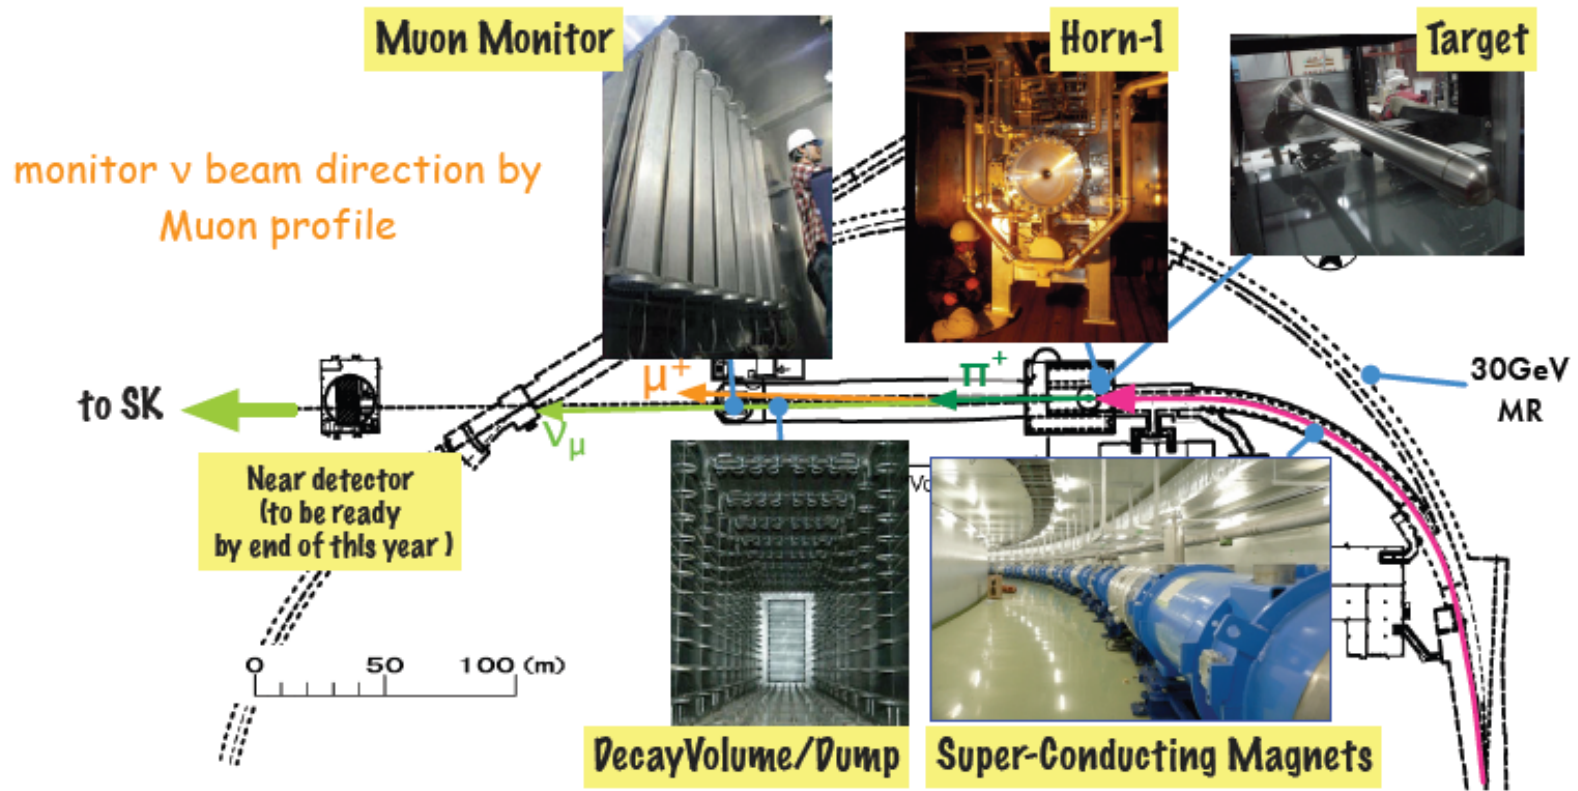 Muon Monitor
Horn-1
Target
monitor ν beam direction by
Muon profile
to SK
μ+
π+
νμ
30GeV
MR
Near detector
(to be ready
by end of this year )
0 50 100 (m)
DecayVolume/Dump
Super-Conducting Magnets